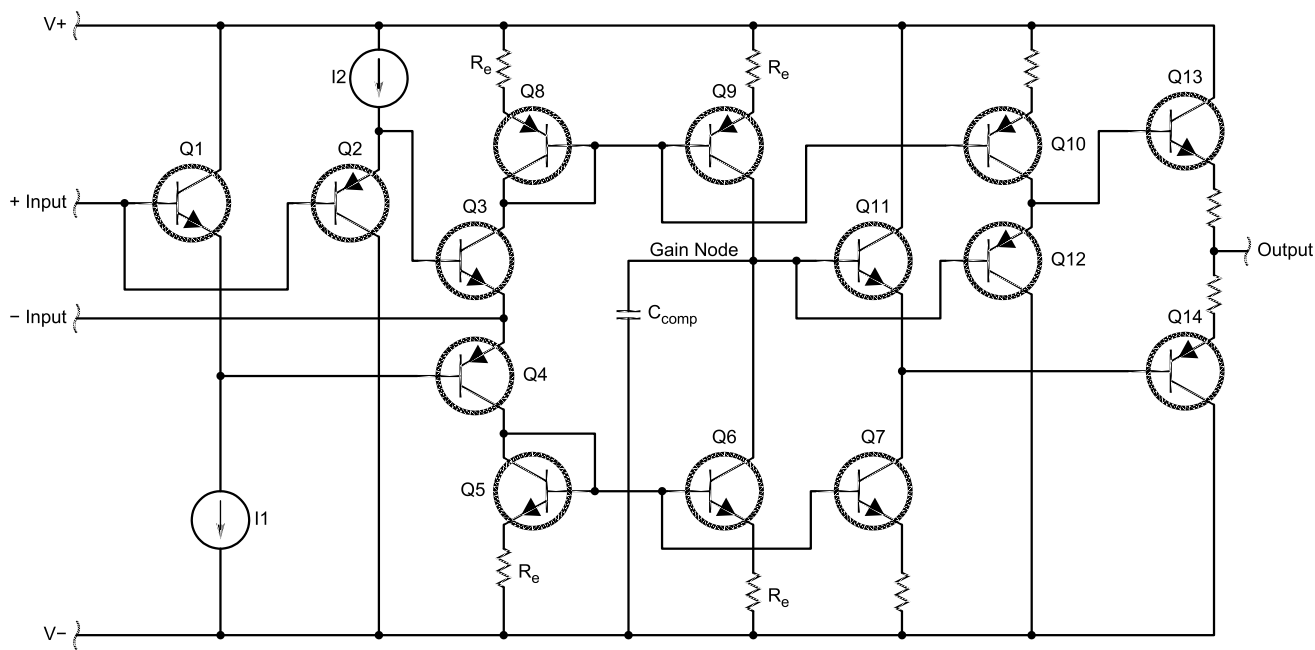 V+
I2
Re
Re
Q8
Q9
Q13
Q1
Q2
Q10
+ Input
Q3
Q11
Gain Node
Q12
Output
− Input
Ccomp
Q14
Q4
Q6
Q7
Q5
I1
Re
Re
V−